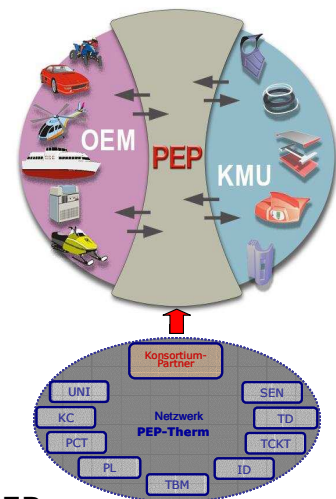 OEM
PEP
KMU
Konsortium-
Partner
UNI
SEN
KC
Netzwerk
TD
PEP-Therm
PCT
TCKT
PL
ID
TBM